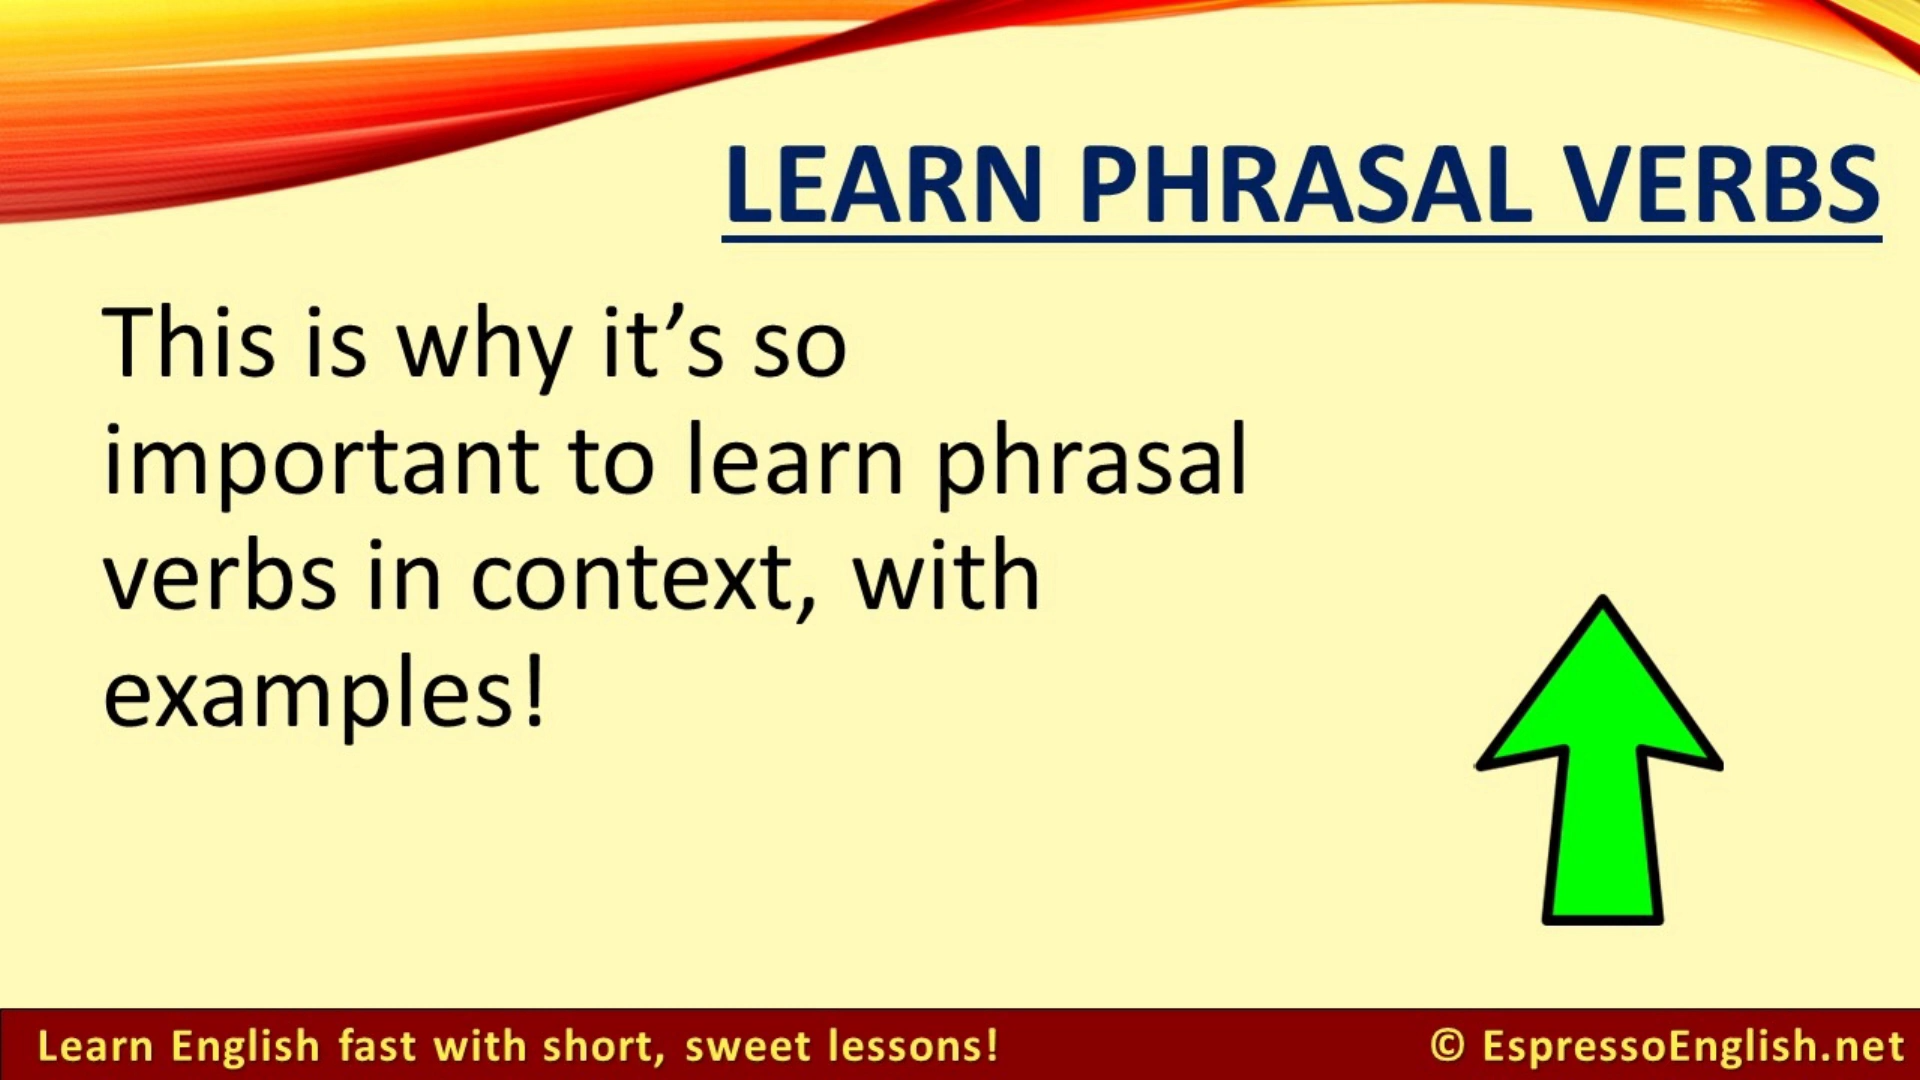 LEARN PHRASAL VERBS
This is why it’s so
important to learn phrasal
verbs in context, with
examples!
Learn English fast with short, sweet lessons!
© EspressoEnglish.net